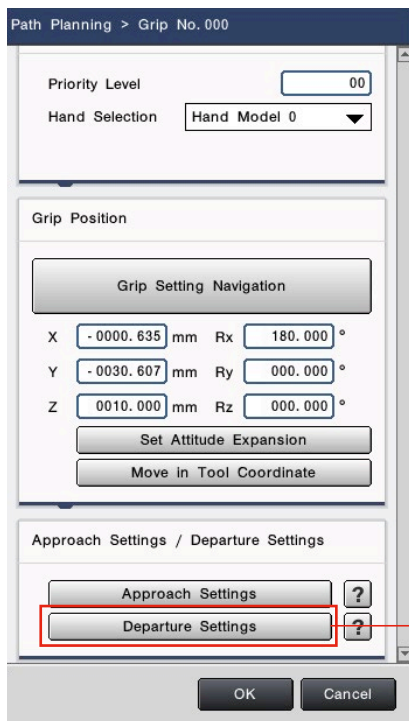 Path Planning > Grip No.000
Priority Level 00
Hand Selection Hand Model 0
Grip Position
Grip Setting Navigation
X -0000.635 mm Rx 180.000 °
Y -0030.607 mm Ry 000.000 °
Z 0010.000 mm Rz 000.000 °
Set Attitude Expansion
Move in Tool Coordinate
Approach Settings / Departure Settings
Approach Settings ?
Departure Settings ?
OK Cancel